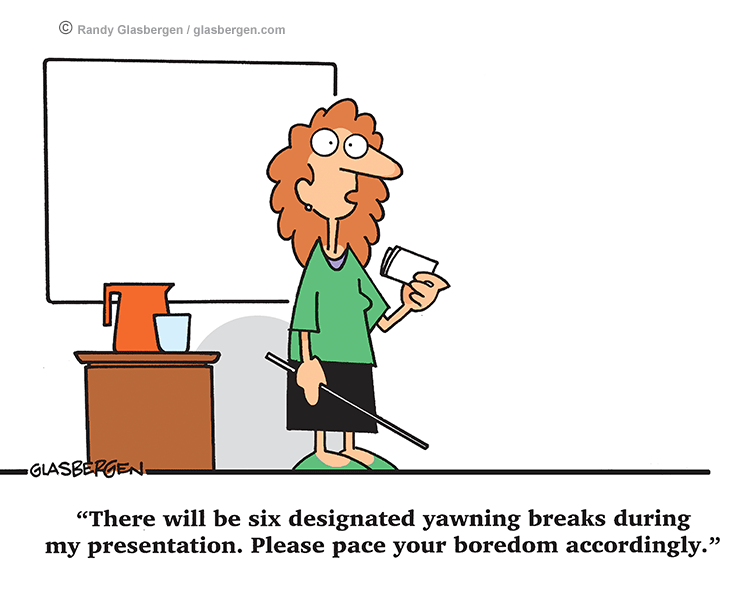 © Randy Glasbergen / glasbergen.com
GLASBERGEN
“There will be six designated yawning breaks during
my presentation. Please pace your boredom accordingly.”